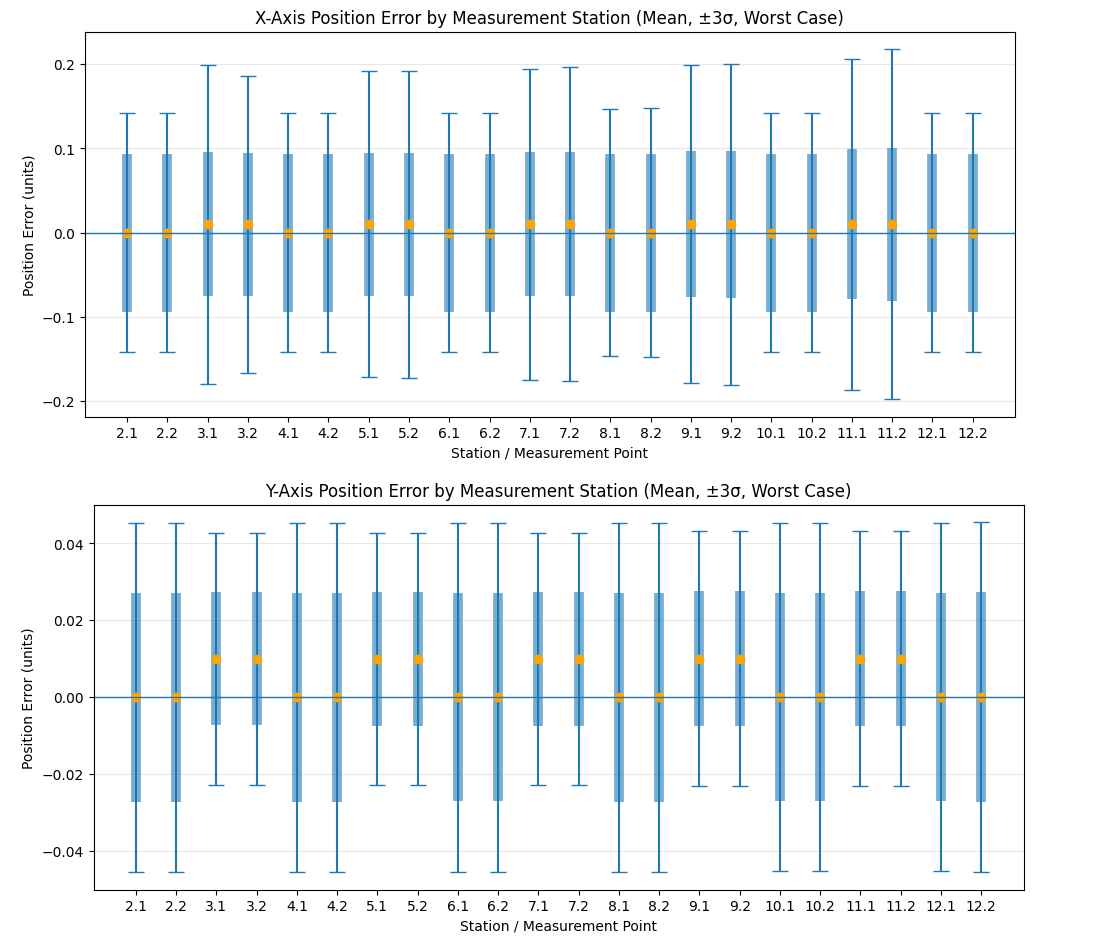 X-Axis Position Error by Measurement Station (Mean, ±3σ, Worst Case)
Position Error (units)
0.2
0.1
0.0
−0.1
−0.2
2.1 2.2 3.1 3.2 4.1 4.2 5.1 5.2 6.1 6.2 7.1 7.2 8.1 8.2 9.1 9.2 10.1 10.2 11.1 11.2 12.1 12.2
Station / Measurement Point
Y-Axis Position Error by Measurement Station (Mean, ±3σ, Worst Case)
Position Error (units)
0.04
0.02
0.00
−0.02
−0.04
2.1 2.2 3.1 3.2 4.1 4.2 5.1 5.2 6.1 6.2 7.1 7.2 8.1 8.2 9.1 9.2 10.1 10.2 11.1 11.2 12.1 12.2
Station / Measurement Point